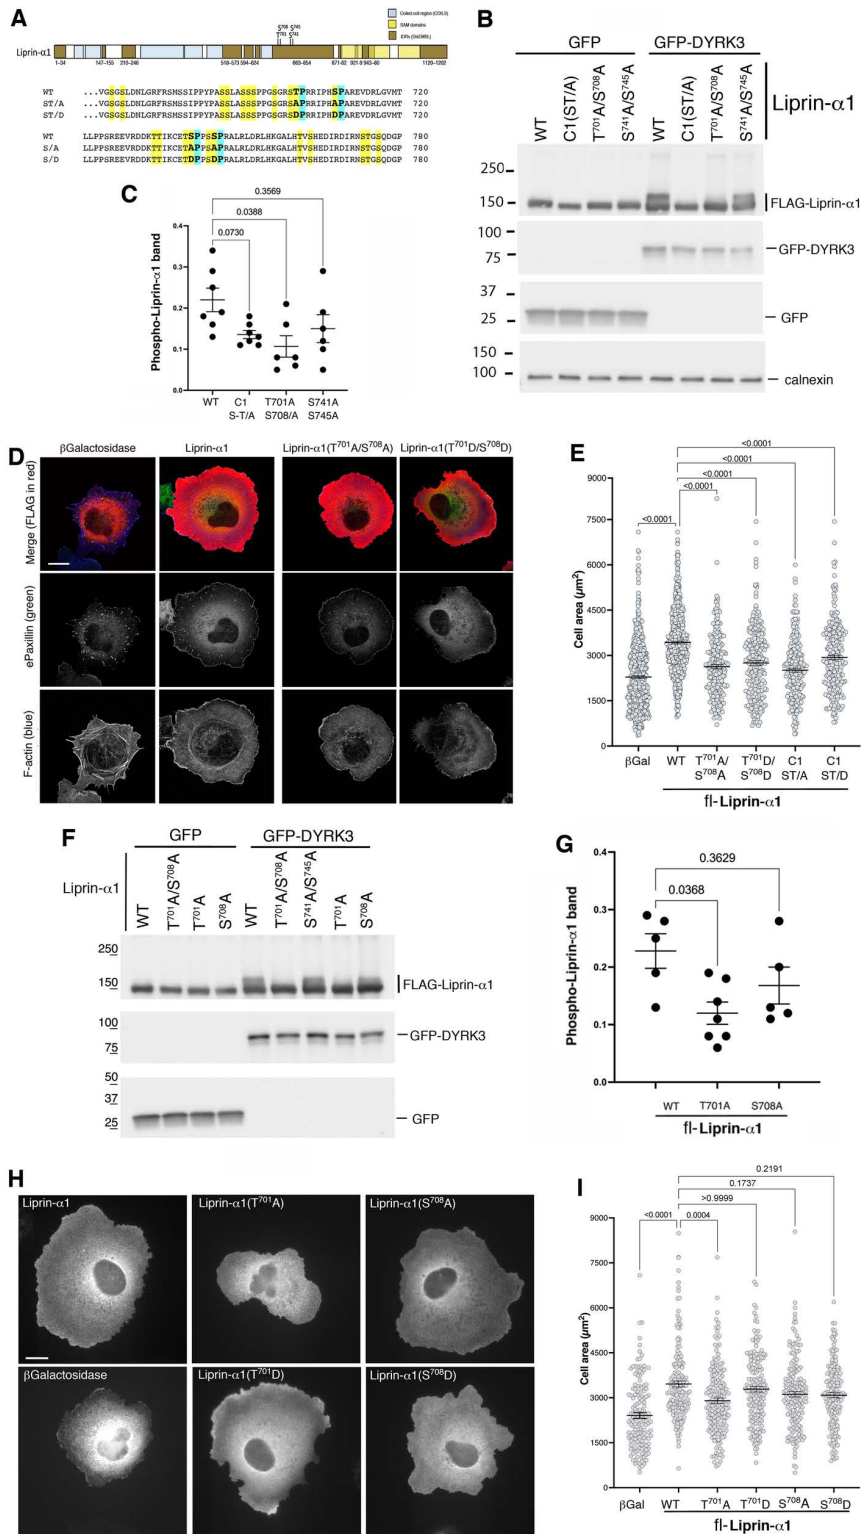 A
S⁷⁰⁸ S⁷⁴⁵
T⁷⁰¹ S⁷⁴¹
Coiled coil region (COILS)
SAM domains
IDRs (DisEMBL)
Liprin-α1
1–34 147–155 210–246 518–573 594–624 663–854 871-82 921-9 943–60 1120–1202
WT ...VGSGSLDNLGRFRSMSSIPPYPASSLASSSPPGSGRSTPRRIPHSPAREVDRLGVMT 720
ST/A ...VGSGSLDNLGRFRSMSSIPPYPASSLASSSPPGSGRSAPRRIPHAPAREVDRLGVMT 720
ST/D ...VGSGSLDNLGRFRSMSSIPPYPASSLASSSPPGSGRSDPRRIPHDPAREVDRLGVMT 720
WT LLPPSREEVRDDKTTIKCETSPPSSPRALRLDRLHKGALHTVSHEDIRDIRNSTGSQDGP 780
S/A LLPPSREEVRDDKTTIKCETAPPSAPRALRLDRLHKGALHTVSHEDIRDIRNSTGSQDGP 780
S/D LLPPSREEVRDDKTTIKCETDPPSDPRALRLDRLHKGALHTVSHEDIRDIRNSTGSQDGP 780
B
GFP GFP-DYRK3
WT
C1(ST/A)
T⁷⁰¹A/S⁷⁰⁸A
S⁷⁴¹A/S⁷⁴⁵A
WT
C1(ST/A)
T⁷⁰¹A/S⁷⁰⁸A
S⁷⁴¹A/S⁷⁴⁵A
Liprin-α1
250
150
FLAG-Liprin-α1
100
75
GFP-DYRK3
37
25
GFP
150
100
calnexin
C
Phospho-Liprin-α1 band
0.3569
0.0388
0.0730
0.4
0.3
0.2
0.1
0.0
WT C1 T701A S741A
S-T/A S708/A S745A
D
βGalactosidase Liprin-α1 Liprin-α1(T⁷⁰¹A/S⁷⁰⁸A) Liprin-α1(T⁷⁰¹D/S⁷⁰⁸D)
Merge (FLAG in red)
ePaxillin (green)
F-actin (blue)
E
Cell area (µm²)
<0.0001
<0.0001
<0.0001
<0.0001
<0.0001
9000
7500
6000
4500
3000
1500
0
βGal WT T⁷⁰¹A/ T⁷⁰¹D/ C1 C1
S⁷⁰⁸A S⁷⁰⁸D ST/A ST/D
fl-Liprin-α1
F
GFP GFP-DYRK3
Liprin-α1
WT
T⁷⁰¹A/S⁷⁰⁸A
T⁷⁰¹A
S⁷⁰⁸A
WT
T⁷⁰¹A/S⁷⁰⁸A
S⁷⁴¹A/S⁷⁴⁵A
T⁷⁰¹A
S⁷⁰⁸A
250
150
FLAG-Liprin-α1
100
75
GFP-DYRK3
50
37
25
GFP
G
Phospho-Liprin-α1 band
0.3629
0.0368
0.4
0.3
0.2
0.1
0.0
WT T701A S708A
fl-Liprin-α1
H
Liprin-α1 Liprin-α1(T⁷⁰¹A) Liprin-α1(S⁷⁰⁸A)
βGalactosidase Liprin-α1(T⁷⁰¹D) Liprin-α1(S⁷⁰⁸D)
I
Cell area (µm²)
0.2191
0.1737
>0.9999
<0.0001 0.0004
9000
7500
6000
4500
3000
1500
0
βGal WT T⁷⁰¹A T⁷⁰¹D S⁷⁰⁸A S⁷⁰⁸D
fl-Liprin-α1